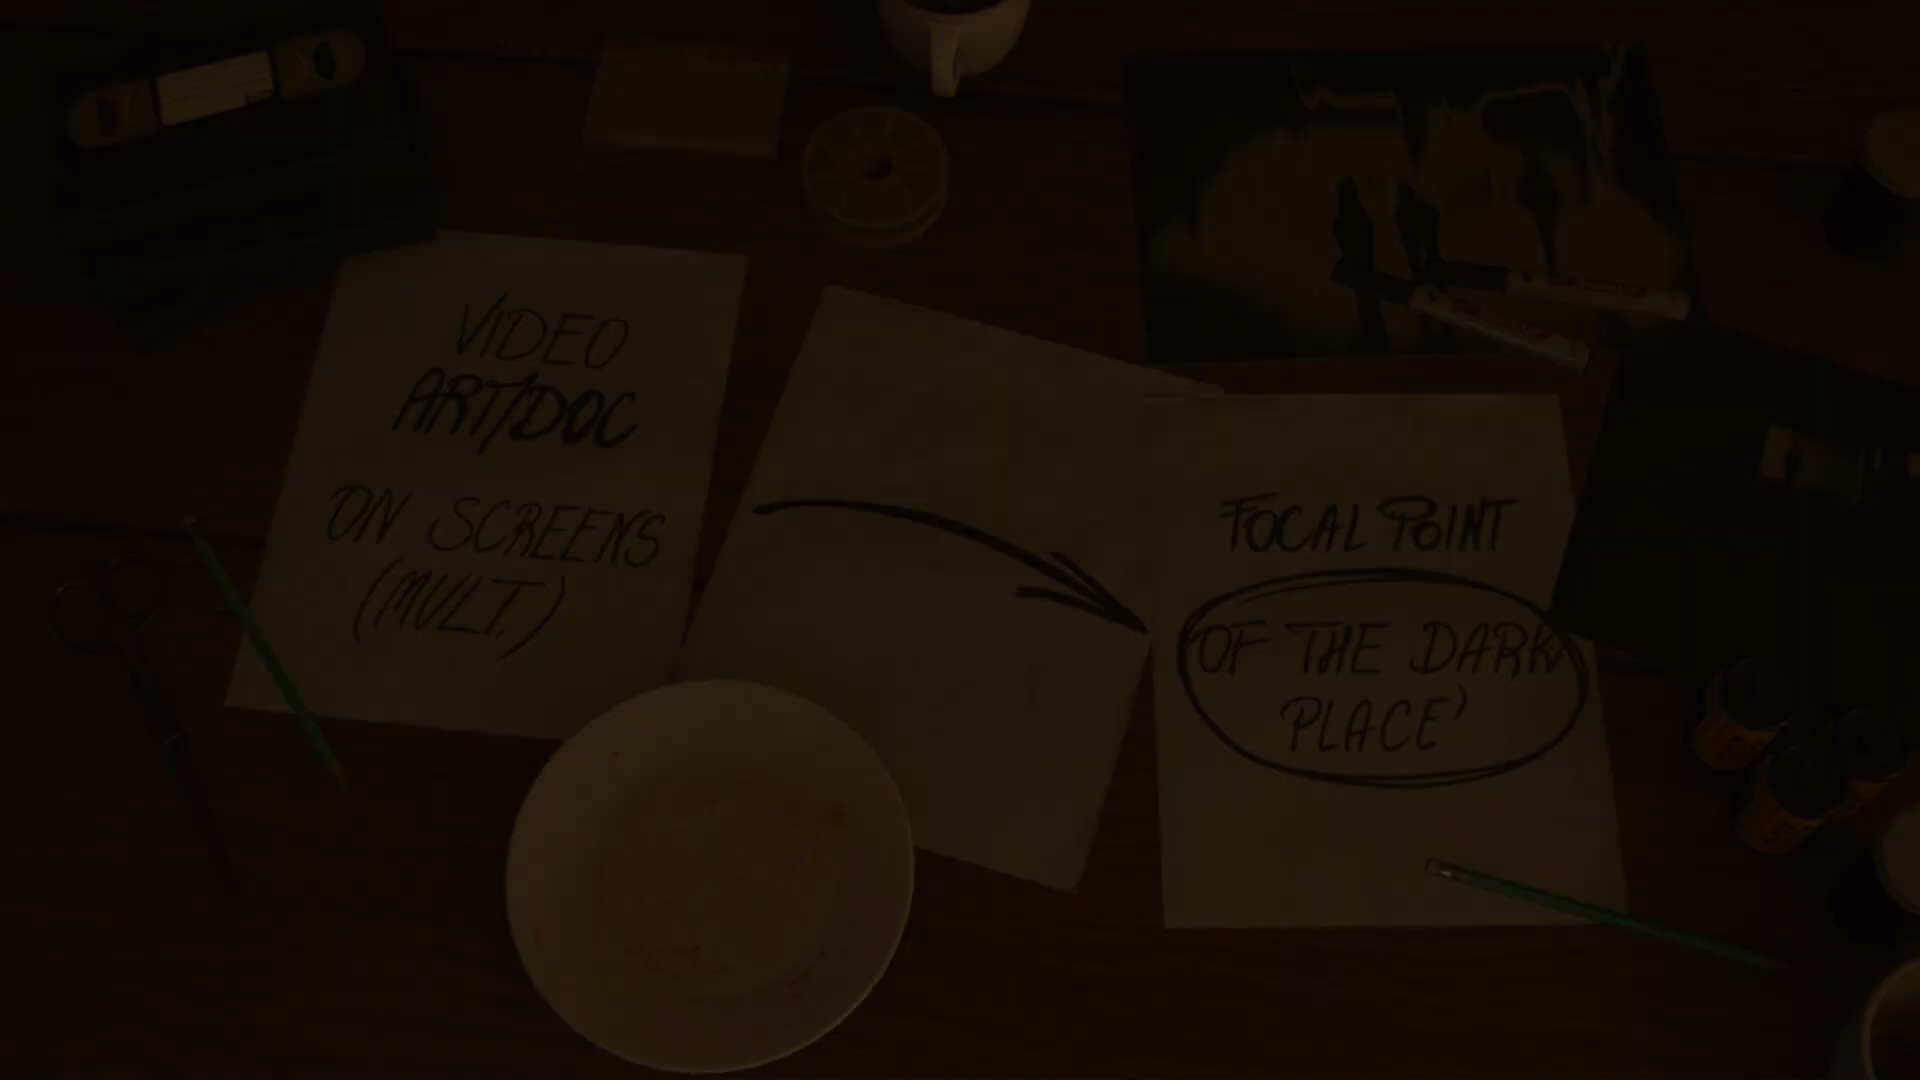 VIDEO
ART/DOC
ON SCREENS
(MULT.)
FOCAL POINT
OF THE DARK
PLACE'